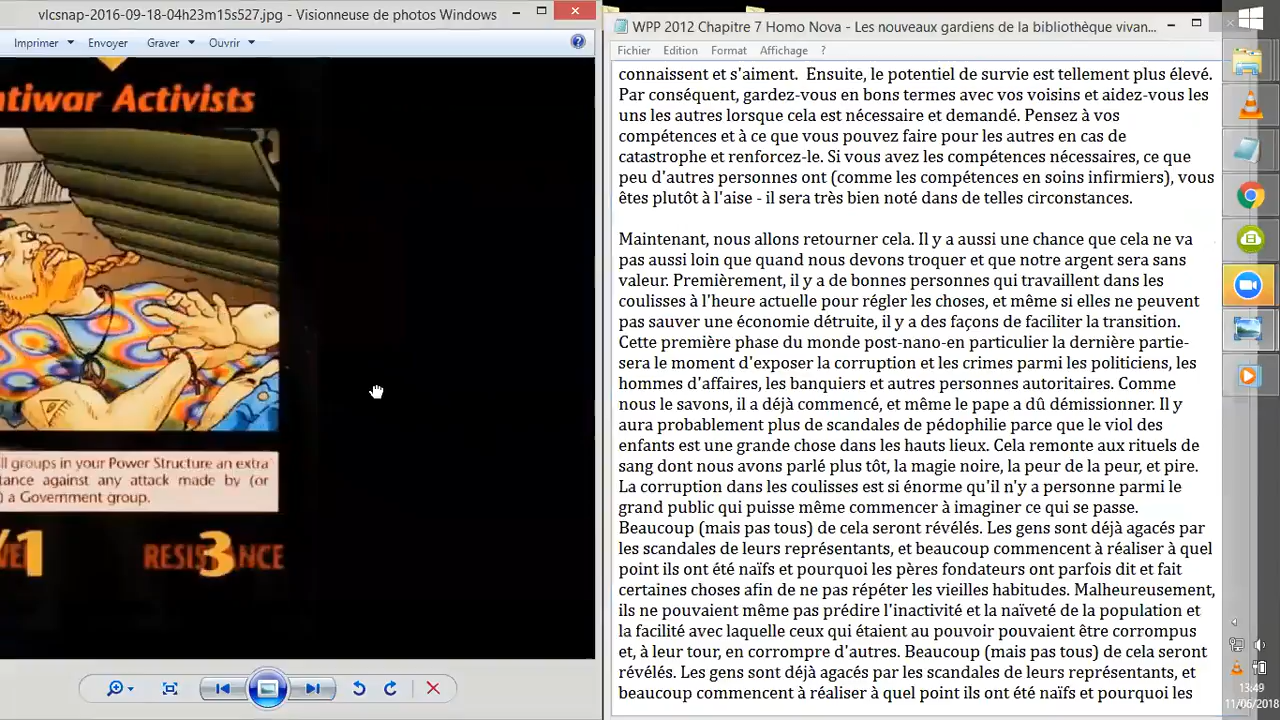 vlcsnap-2016-09-18-04h23m15s527.jpg - Visionneuse de photos Windows
Imprimer Envoyer Graver Ouvrir
ntiwar Activists
ll groups in your Power Structure an extra
tance against any attack made by (or
) a Government group.
/1 RESISTANCE 3
WPP 2012 Chapitre 7 Homo Nova - Les nouveaux gardiens de la bibliothèque vivan...
Fichier Edition Format Affichage ?
connaissent et s'aiment. Ensuite, le potentiel de survie est tellement plus élevé.
Par conséquent, gardez-vous en bons termes avec vos voisins et aidez-vous les
uns les autres lorsque cela est nécessaire et demandé. Pensez à vos
compétences et à ce que vous pouvez faire pour les autres en cas de
catastrophe et renforcez-le. Si vous avez les compétences nécessaires, ce que
peu d'autres personnes ont (comme les compétences en soins infirmiers), vous
êtes plutôt à l'aise - il sera très bien noté dans de telles circonstances.
Maintenant, nous allons retourner cela. Il y a aussi une chance que cela ne va
pas aussi loin que quand nous devons troquer et que notre argent sera sans
valeur. Premièrement, il y a de bonnes personnes qui travaillent dans les
coulisses à l'heure actuelle pour régler les choses, et même si elles ne peuvent
pas sauver une économie détruite, il y a des façons de faciliter la transition.
Cette première phase du monde post-nano-en particulier la dernière partie-
sera le moment d'exposer la corruption et les crimes parmi les politiciens, les
hommes d'affaires, les banquiers et autres personnes autoritaires. Comme
nous le savons, il a déjà commencé, et même le pape a dû démissionner. Il y
aura probablement plus de scandales de pédophilie parce que le viol des
enfants est une grande chose dans les hauts lieux. Cela remonte aux rituels de
sang dont nous avons parlé plus tôt, la magie noire, la peur de la peur, et pire.
La corruption dans les coulisses est si énorme qu'il n'y a personne parmi le
grand public qui puisse même commencer à imaginer ce qui se passe.
Beaucoup (mais pas tous) de cela seront révélés. Les gens sont déjà agacés par
les scandales de leurs représentants, et beaucoup commencent à réaliser à quel
point ils ont été naïfs et pourquoi les pères fondateurs ont parfois dit et fait
certaines choses afin de ne pas répéter les vieilles habitudes. Malheureusement,
ils ne pouvaient même pas prédire l'inactivité et la naïveté de la population et
la facilité avec laquelle ceux qui étaient au pouvoir pouvaient être corrompus
et, à leur tour, en corrompre d'autres. Beaucoup (mais pas tous) de cela seront
révélés. Les gens sont déjà agacés par les scandales de leurs représentants, et
beaucoup commencent à réaliser à quel point ils ont été naïfs et pourquoi les
13:49
11/06/2018